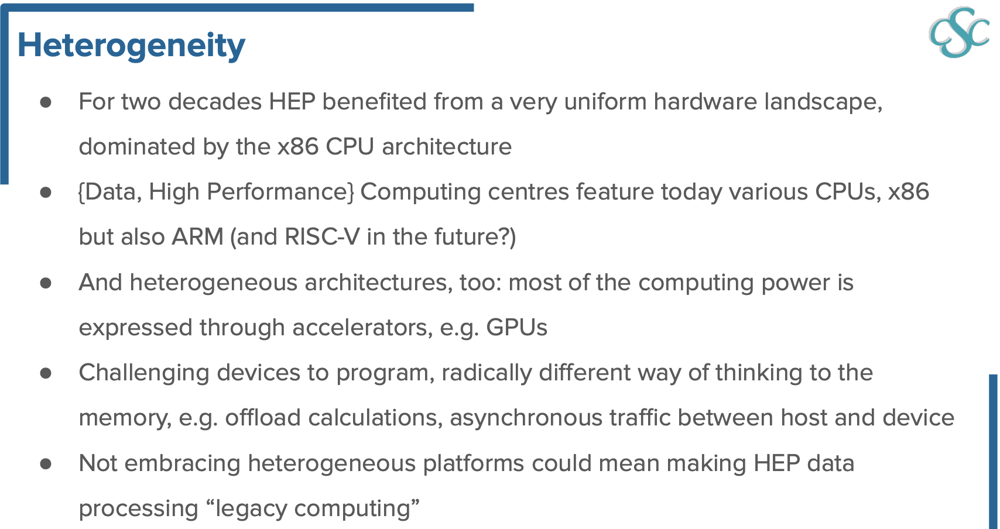 CSC
Heterogeneity
● For two decades HEP benefited from a very uniform hardware landscape,
dominated by the x86 CPU architecture
● {Data, High Performance} Computing centres feature today various CPUs, x86
but also ARM (and RISC-V in the future?)
● And heterogeneous architectures, too: most of the computing power is
expressed through accelerators, e.g. GPUs
● Challenging devices to program, radically different way of thinking to the
memory, e.g. offload calculations, asynchronous traffic between host and device
● Not embracing heterogeneous platforms could mean making HEP data
processing “legacy computing”